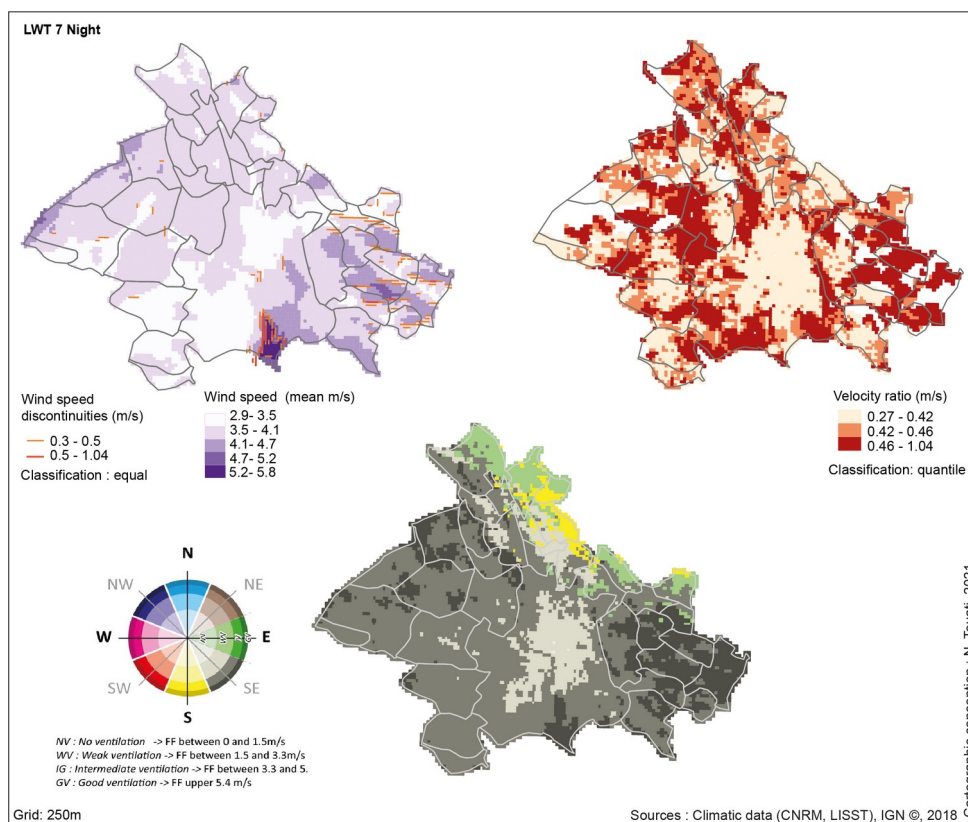 LWT 7 Night
Wind speed
discontinuities (m/s)
0.3 - 0.5
0.5 - 1.04
Classification : equal
Wind speed (mean m/s)
2.9- 3.5
3.5 - 4.1
4.1- 4.7
4.7- 5.2
5.2- 5.8
Velocity ratio (m/s)
0.27 - 0.42
0.42 - 0.46
0.46 - 1.04
Classification: quantile
N
NW
NE
W
E
SW
SE
S
NV : No ventilation -> FF between 0 and 1.5m/s
WV : Weak ventilation -> FF between 1.5 and 3.3m/s
IG : Intermediate ventilation -> FF between 3.3 and 5.
GV : Good ventilation -> FF upper 5.4 m/s
Grid: 250m
Sources : Climatic data (CNRM, LISST), IGN ©, 2018
Cartographic conception : N. 2021